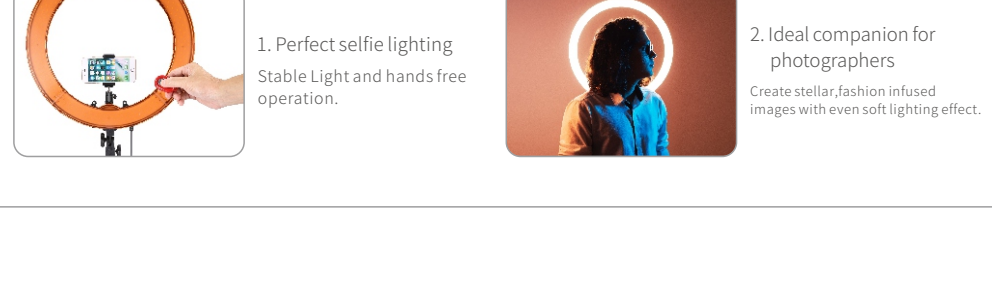 1. Perfect selfie lighting
Stable Light and hands free
operation.
2. Ideal companion for
photographers
Create stellar,fashion infused
images with even soft lighting effect.